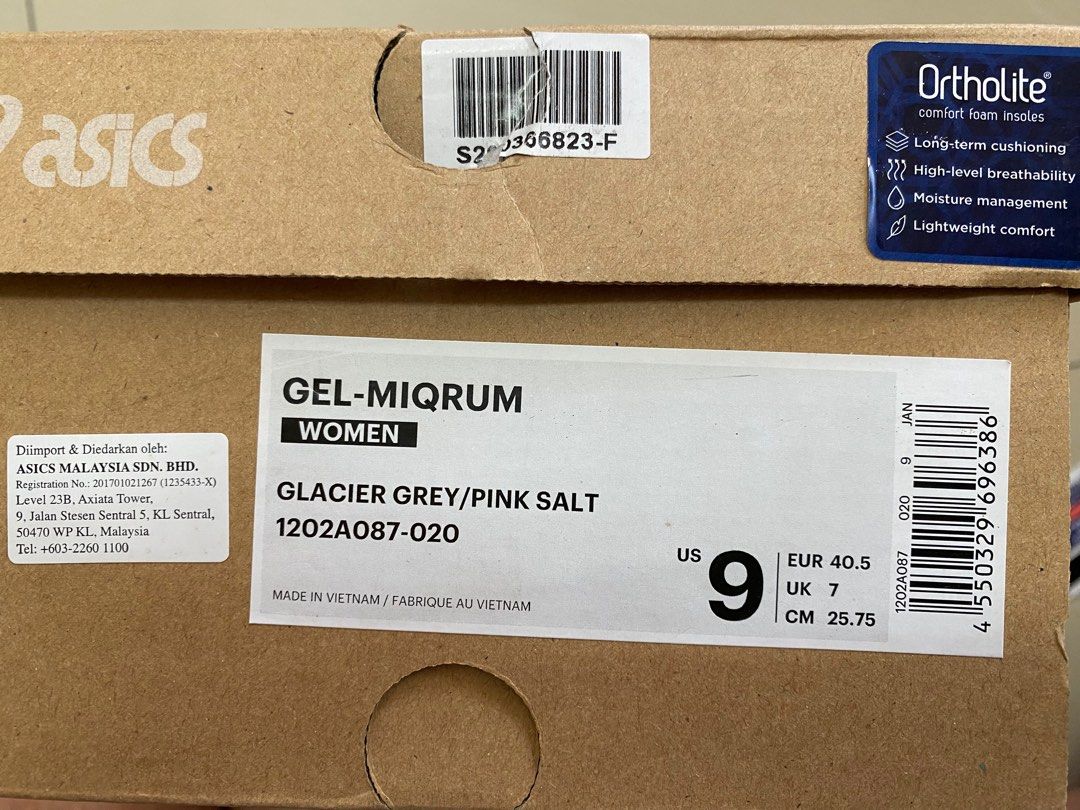 asics
366823-F
Ortholite®
comfort foam insoles
Long-term cushioning
High-level breathability
Moisture management
Lightweight comfort
GEL-MIQRUM
WOMEN
GLACIER GREY/PINK SALT
1202A087-020
MADE IN VIETNAM / FABRIQUE AU VIETNAM
US 9
EUR 40.5
UK 7
CM 25.75
1202A087 020 9 JAN
4 550329 696386
Diimport & Diedarkan oleh:
ASICS MALAYSIA SDN. BHD.
Registration No.: 201701021267 (1235433-X)
Level 23B, Axiata Tower,
9, Jalan Stesen Sentral 5, KL Sentral,
50470 WP KL, Malaysia
Tel: +603-2260 1100